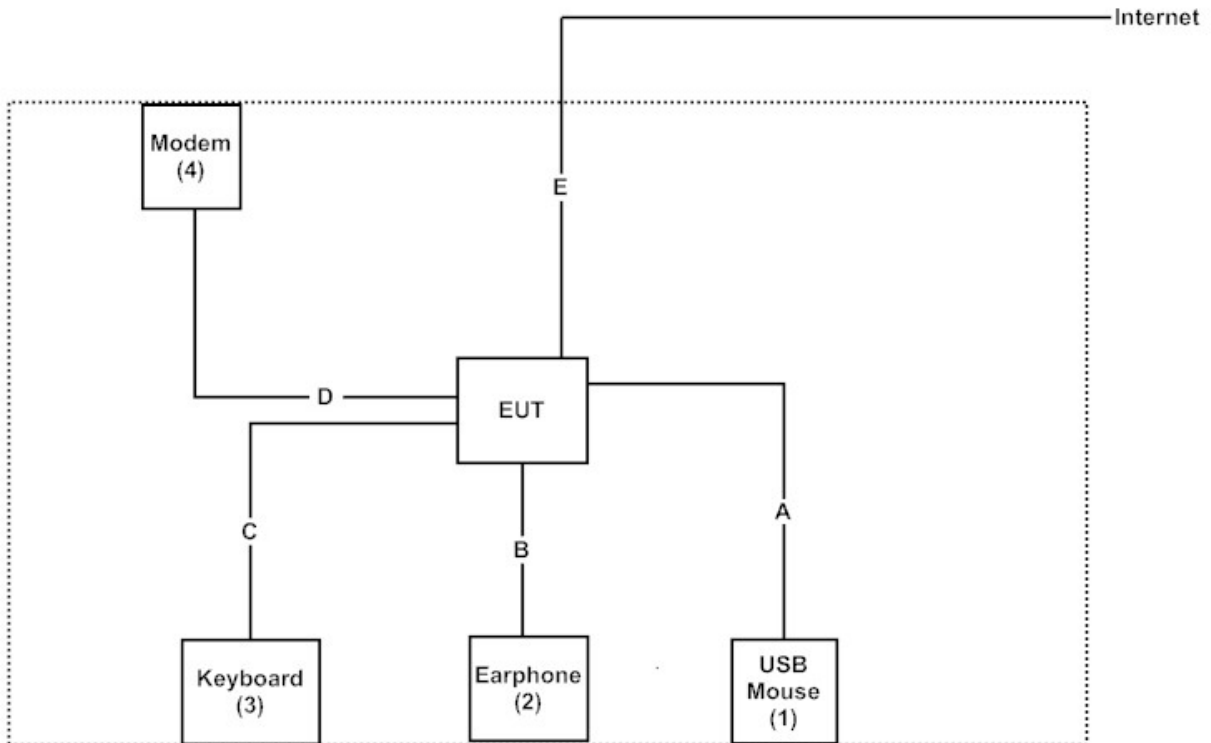 Internet
Modem
(4)
E
D
EUT
C
B
A
Keyboard
(3)
Earphone
(2)
USB
Mouse
(1)